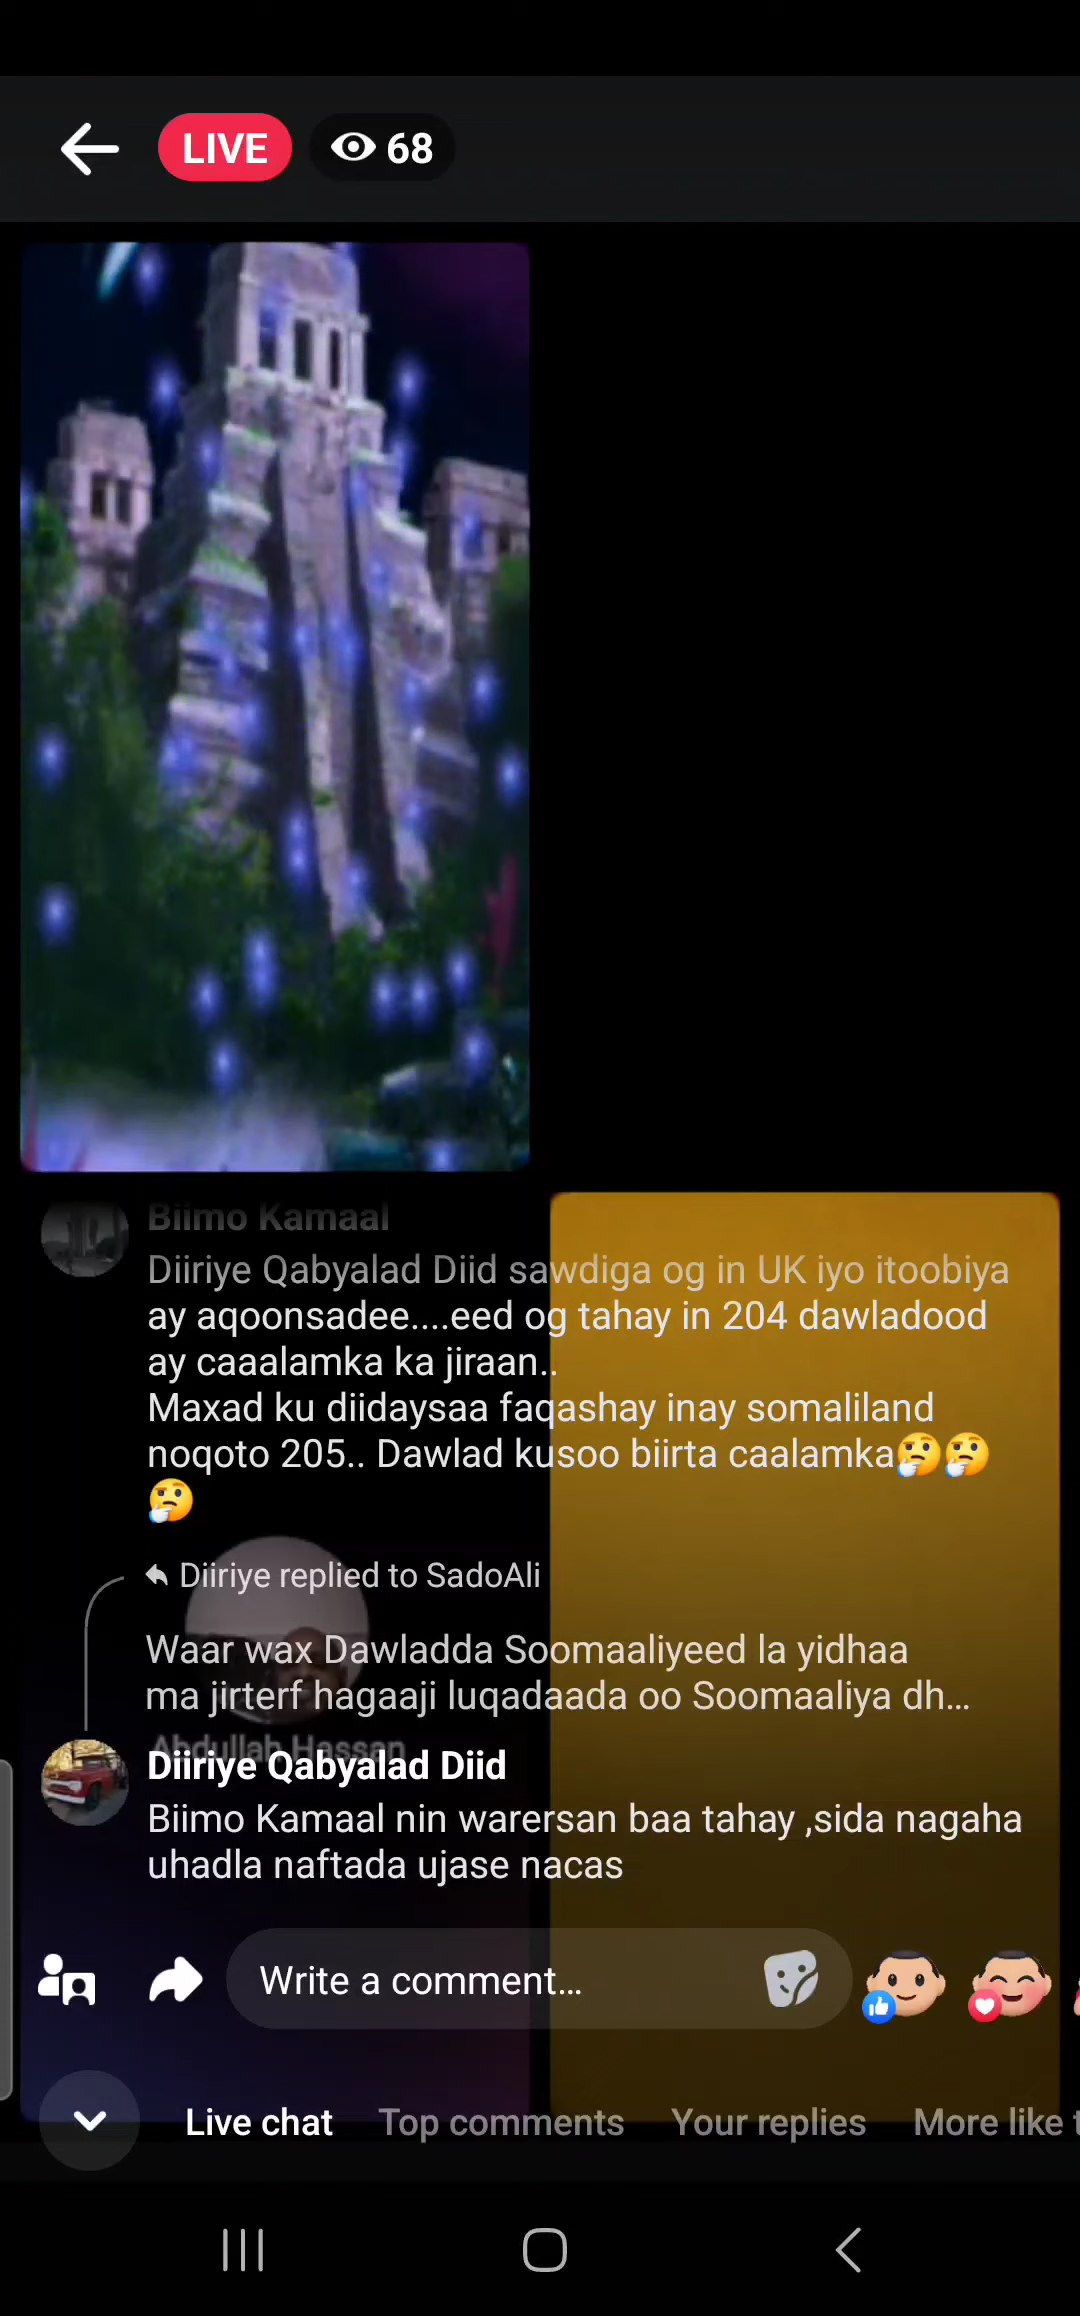 LIVE 68
Biimo Kamaal
Diiriye Qabyalad Diid sawdiga og in UK iyo itoobiya
ay aqoonsadee....eed og tahay in 204 dawladood
ay caaalamka ka jiraan..
Maxad ku diidaysaa faqashay inay somaliland
noqoto 205.. Dawlad kusoo biirta caalamka🤔🤔
🤔
Diiriye replied to SadoAli
Waar wax Dawladda Soomaaliyeed la yidhaa
ma jirterf hagaaji luqadaada oo Soomaaliya dh...
Abdullah Hassan
Diiriye Qabyalad Diid
Biimo Kamaal nin warersan baa tahay ,sida nagaha
uhadla naftada ujase nacas
Write a comment...
Live chat Top comments Your replies More like t